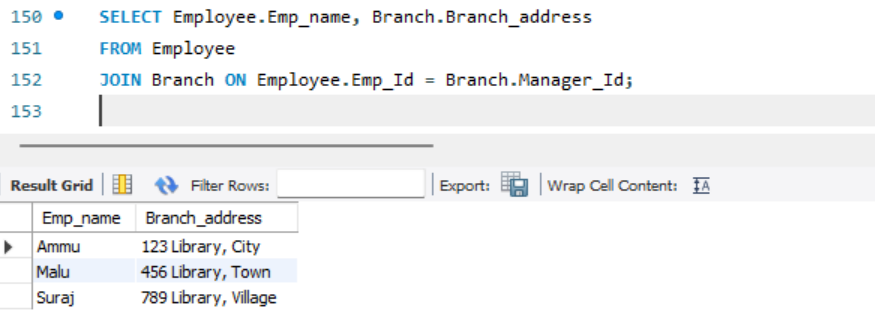 150 SELECT Employee.Emp_name, Branch.Branch_address
151 FROM Employee
152 JOIN Branch ON Employee.Emp_Id = Branch.Manager_Id;
153
Result Grid Filter Rows: Export: Wrap Cell Content: IA
Emp_name Branch_address
Ammu 123 Library, City
Malu 456 Library, Town
Suraj 789 Library, Village